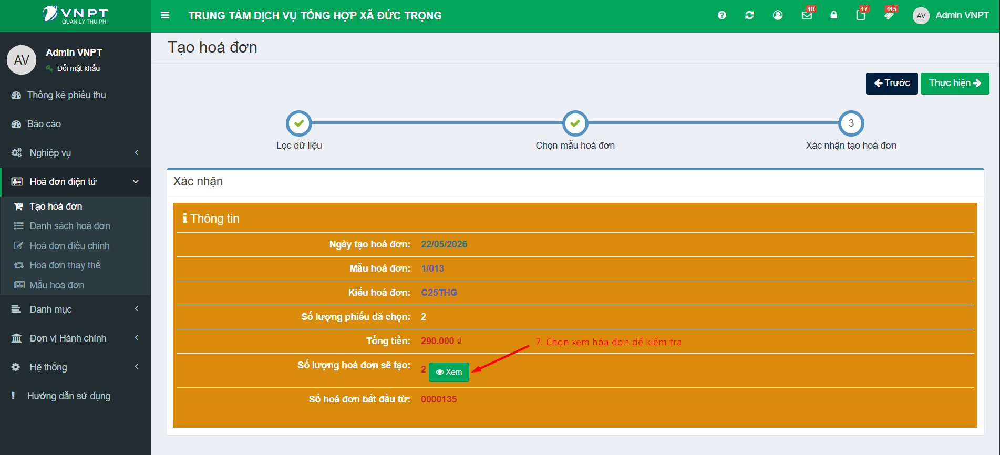 VNPT
QUẢN LÝ THU PHÍ
TRUNG TÂM DỊCH VỤ TỔNG HỢP XÃ ĐỨC TRỌNG
10
17
115
AV
Admin VNPT
AV
Admin VNPT
Đổi mật khẩu
Thống kê phiếu thu
Báo cáo
Nghiệp vụ
Hoá đơn điện tử
Tạo hoá đơn
Danh sách hoá đơn
Hoá đơn điều chỉnh
Hoá đơn thay thế
Mẫu hoá đơn
Danh mục
Đơn vị Hành chính
Hệ thống
Hướng dẫn sử dụng
Tạo hoá đơn
Trước
Thực hiện
3
Lọc dữ liệu
Chọn mẫu hoá đơn
Xác nhận tạo hoá đơn
Xác nhận
Thông tin
Ngày tạo hoá đơn: 22/05/2026
Mẫu hoá đơn: 1/013
Kiểu hoá đơn: C25THG
Số lượng phiếu đã chọn: 2
Tổng tiền: 290.000 ₫
7. Chọn xem hóa đơn để kiểm tra
Số lượng hoá đơn sẽ tạo: 2 Xem
Số hoá đơn bắt đầu từ: 0000135